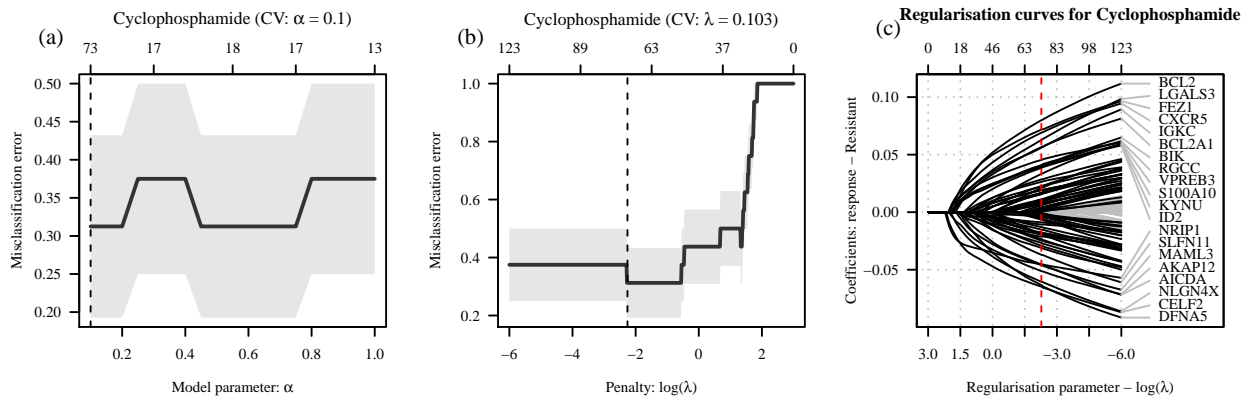 Cyclophosphamide (CV: α = 0.1)
(a)
73 17 18 17 13
0.50
0.45
0.40
0.35
0.30
0.25
0.20
Misclassification error
0.2 0.4 0.6 0.8 1.0
Model parameter: α
Cyclophosphamide (CV: λ = 0.103)
(b)
123 89 63 37 0
1.0
0.8
0.6
0.4
0.2
Misclassification error
−6 −4 −2 0 2
Penalty: log(λ)
Regularisation curves for Cyclophosphamide
(c)
0 18 46 63 83 98 123
0.10
0.05
0.00
−0.05
Coefficients: response − Resistant
BCL2
LGALS3
FEZ1
CXCR5
IGKC
BCL2A1
BIK
RGCC
VPREB3
S100A10
KYNU
ID2
NRIP1
SLFN11
MAML3
AKAP12
AICDA
NLGN4X
CELF2
DFNA5
3.0 1.5 0.0 −3.0 −6.0
Regularisation parameter − log(λ)